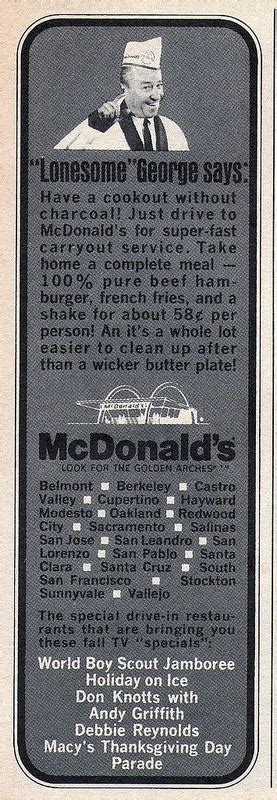 "Lonesome" George says:
Have a cookout without
charcoal! Just drive to
McDonald's for super-fast
carryout service. Take
home a complete meal —
100% pure beef ham-
burger, french fries, and a
shake for about 58¢ per
person! An it's a whole lot
easier to clean up after
than a wicker butter plate!
McDonald's
McDonald's
LOOK FOR THE GOLDEN ARCHES
Belmont ■ Berkeley ■ Castro
Valley ■ Cupertino ■ Hayward
Modesto ■ Oakland ■ Redwood
City ■ Sacramento ■ Salinas
San Jose ■ San Leandro ■ San
Lorenzo ■ San Pablo ■ Santa
Clara ■ Santa Cruz ■ South
San Francisco ■ Stockton
Sunnyvale ■ Vallejo
The special drive-in restau-
rants that are bringing you
these fall TV "specials":
World Boy Scout Jamboree
Holiday on Ice
Don Knotts with
Andy Griffith
Debbie Reynolds
Macy's Thanksgiving Day
Parade